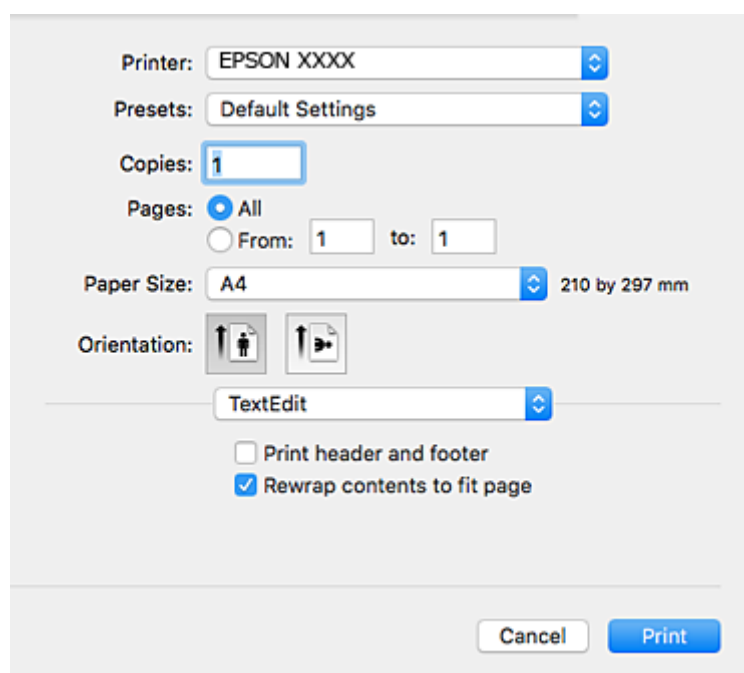 Printer: EPSON XXXX
Presets: Default Settings
Copies: 1
Pages: All
From: 1 to: 1
Paper Size: A4 210 by 297 mm
Orientation:
TextEdit
Print header and footer
Rewrap contents to fit page
Cancel Print